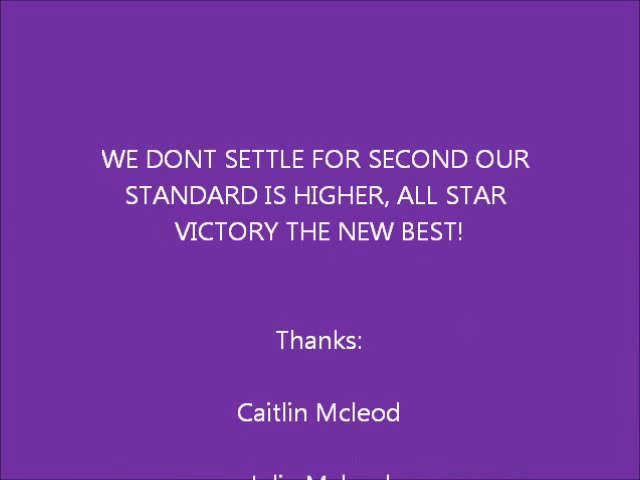 WE DONT SETTLE FOR SECOND OUR
STANDARD IS HIGHER, ALL STAR
VICTORY THE NEW BEST!
Thanks:
Caitlin Mcleod